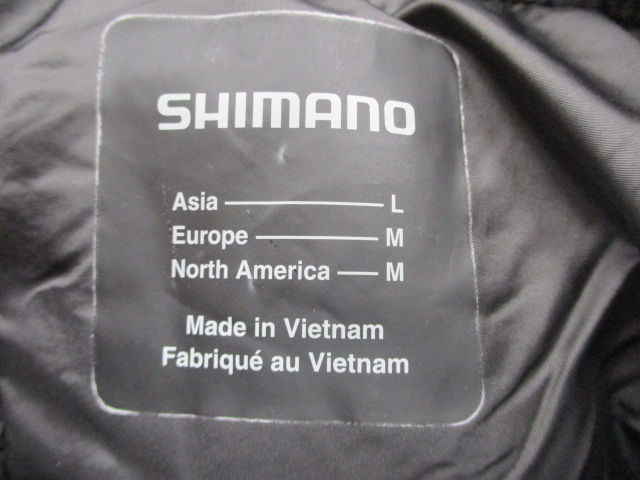 SHIMANO
Asia L
Europe M
North America M
Made in Vietnam
Fabriqué au Vietnam